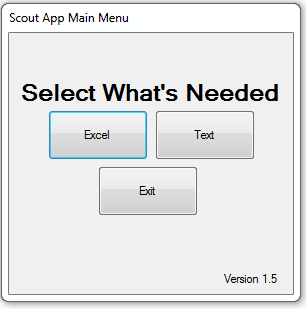 Scout App Main Menu
Select What's Needed
Excel Text
Exit
Version 1.5